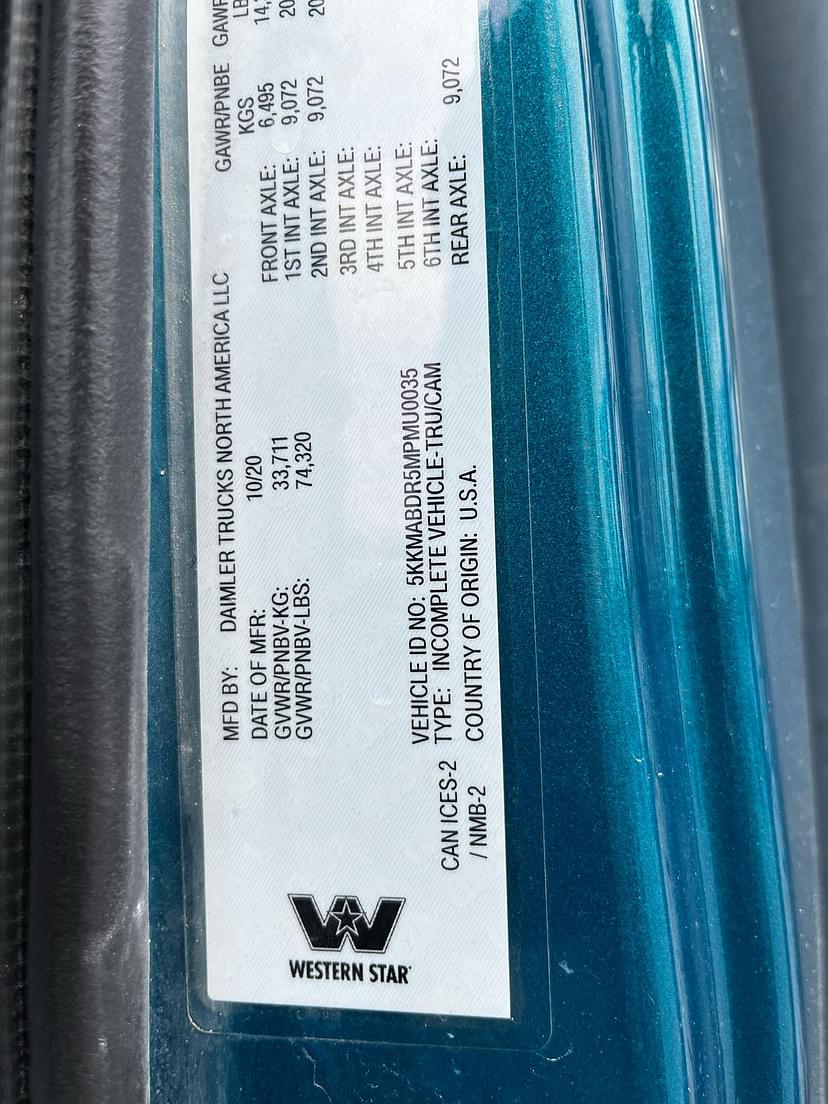 WESTERN STAR
MFD BY: DAIMLER TRUCKS NORTH AMERICA LLC
DATE OF MFR: 10/20
GVWR/PNBV-KG: 33,711
GVWR/PNBV-LBS: 74,320
VEHICLE ID NO: 5KKMABDR5MPMU0035
TYPE: INCOMPLETE VEHICLE-TRU/CAM
COUNTRY OF ORIGIN: U.S.A.
CAN ICES-2
/ NMB-2
GAWR/PNBE
KGS
FRONT AXLE: 6,495
1ST INT AXLE: 9,072
2ND INT AXLE: 9,072
3RD INT AXLE:
4TH INT AXLE:
5TH INT AXLE:
6TH INT AXLE:
REAR AXLE: 9,072